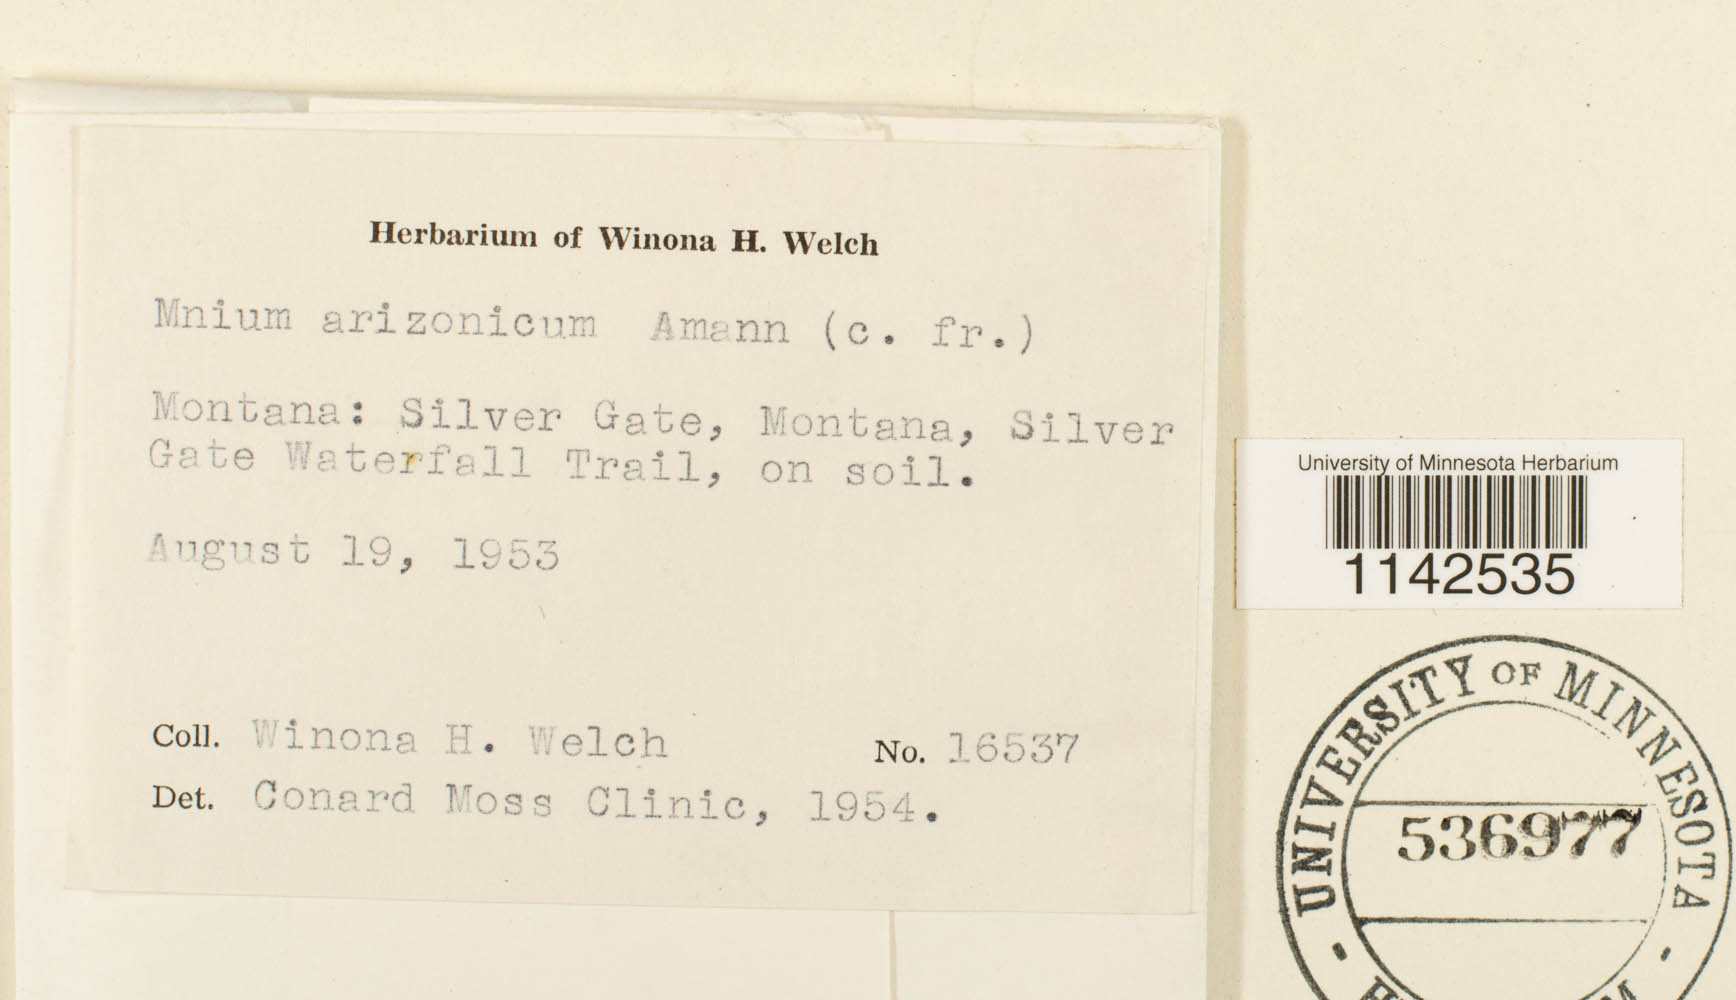 Herbarium of Winona H. Welch
Mnium arizonicum Amann (c. fr.)
Montana: Silver Gate, Montana, Silver
Gate Waterfall Trail, on soil.
August 19, 1953
Coll. Winona H. Welch No. 16537
Det. Conard Moss Clinic, 1954.
University of Minnesota Herbarium
1142535
UNIVERSITY OF MINNESOTA
536977